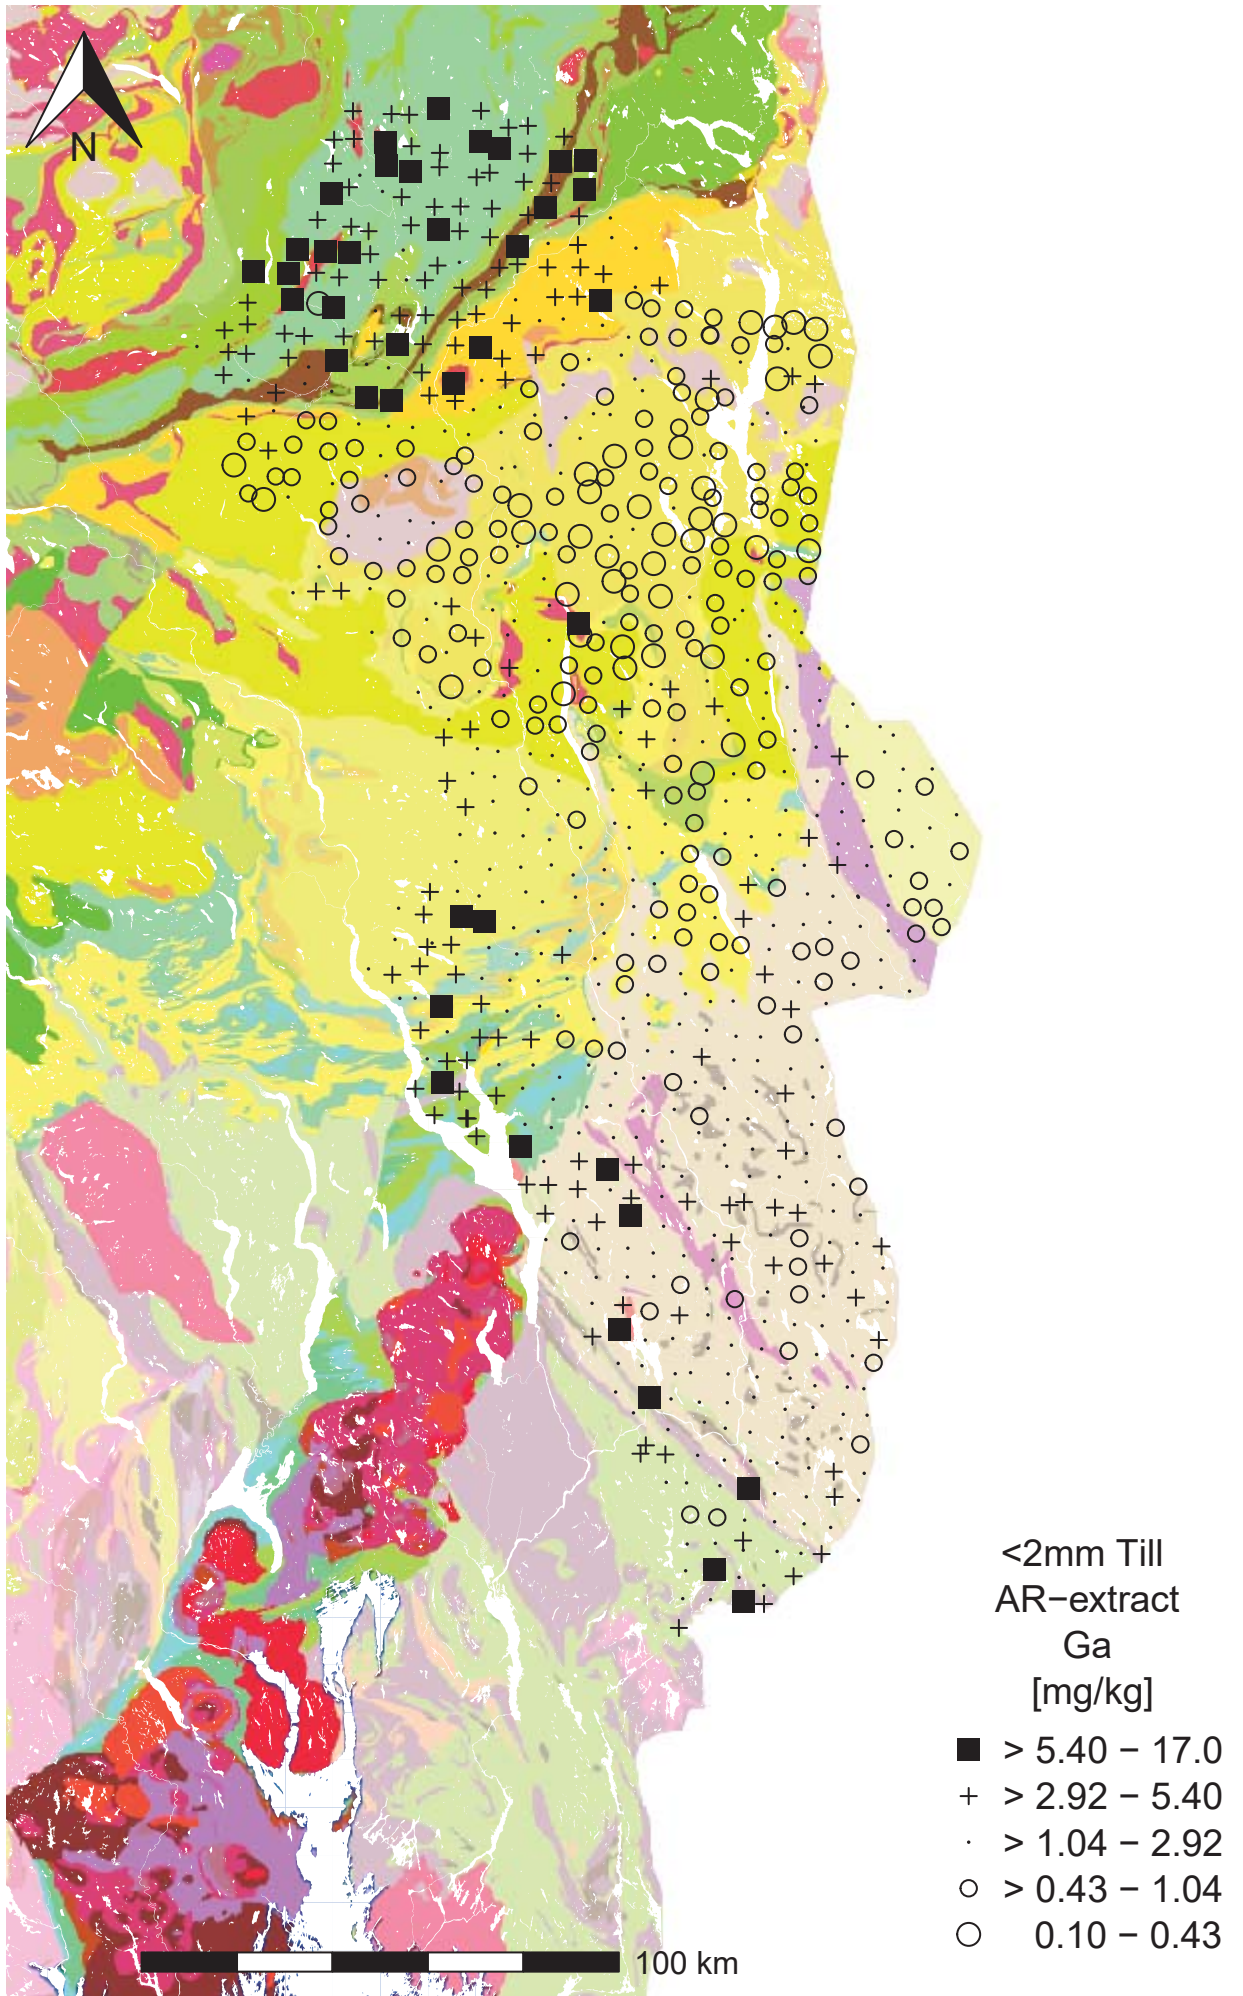 N
<2mm Till
AR−extract
Ga
[mg/kg]
> 5.40 − 17.0
> 2.92 − 5.40
> 1.04 − 2.92
> 0.43 − 1.04
0.10 − 0.43
100 km